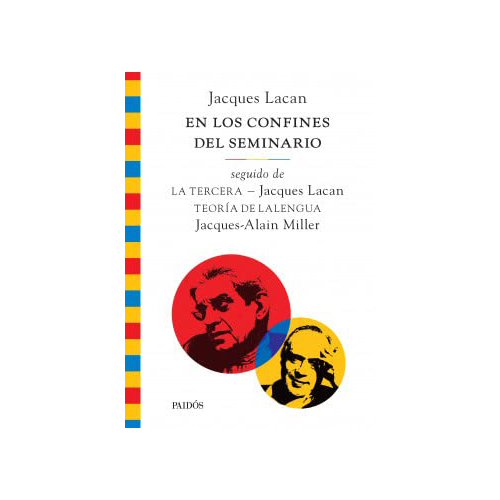 Jacques Lacan
EN LOS CONFINES
DEL SEMINARIO
seguido de
LA TERCERA – Jacques Lacan
TEORÍA DE LALENGUA
Jacques-Alain Miller
PAIDÓS